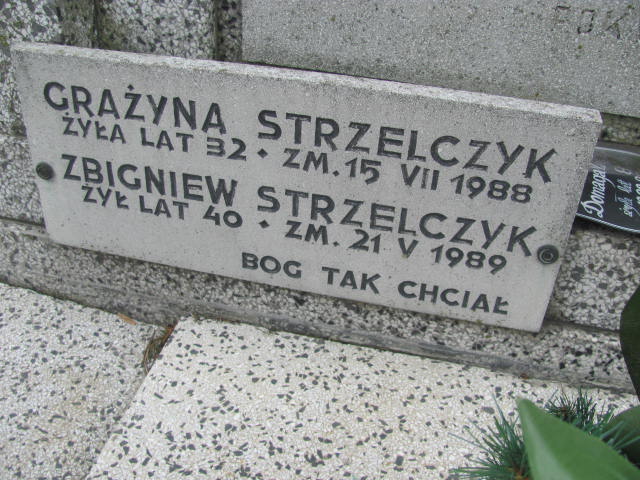 GRAŻYNA STRZELCZYK
ŻYŁA LAT 32 • ZM. 15 VII 1988
ZBIGNIEW STRZELCZYK
ŻYŁ LAT 40 • ZM. 21 V 1989
BOG TAK CHCIAŁ